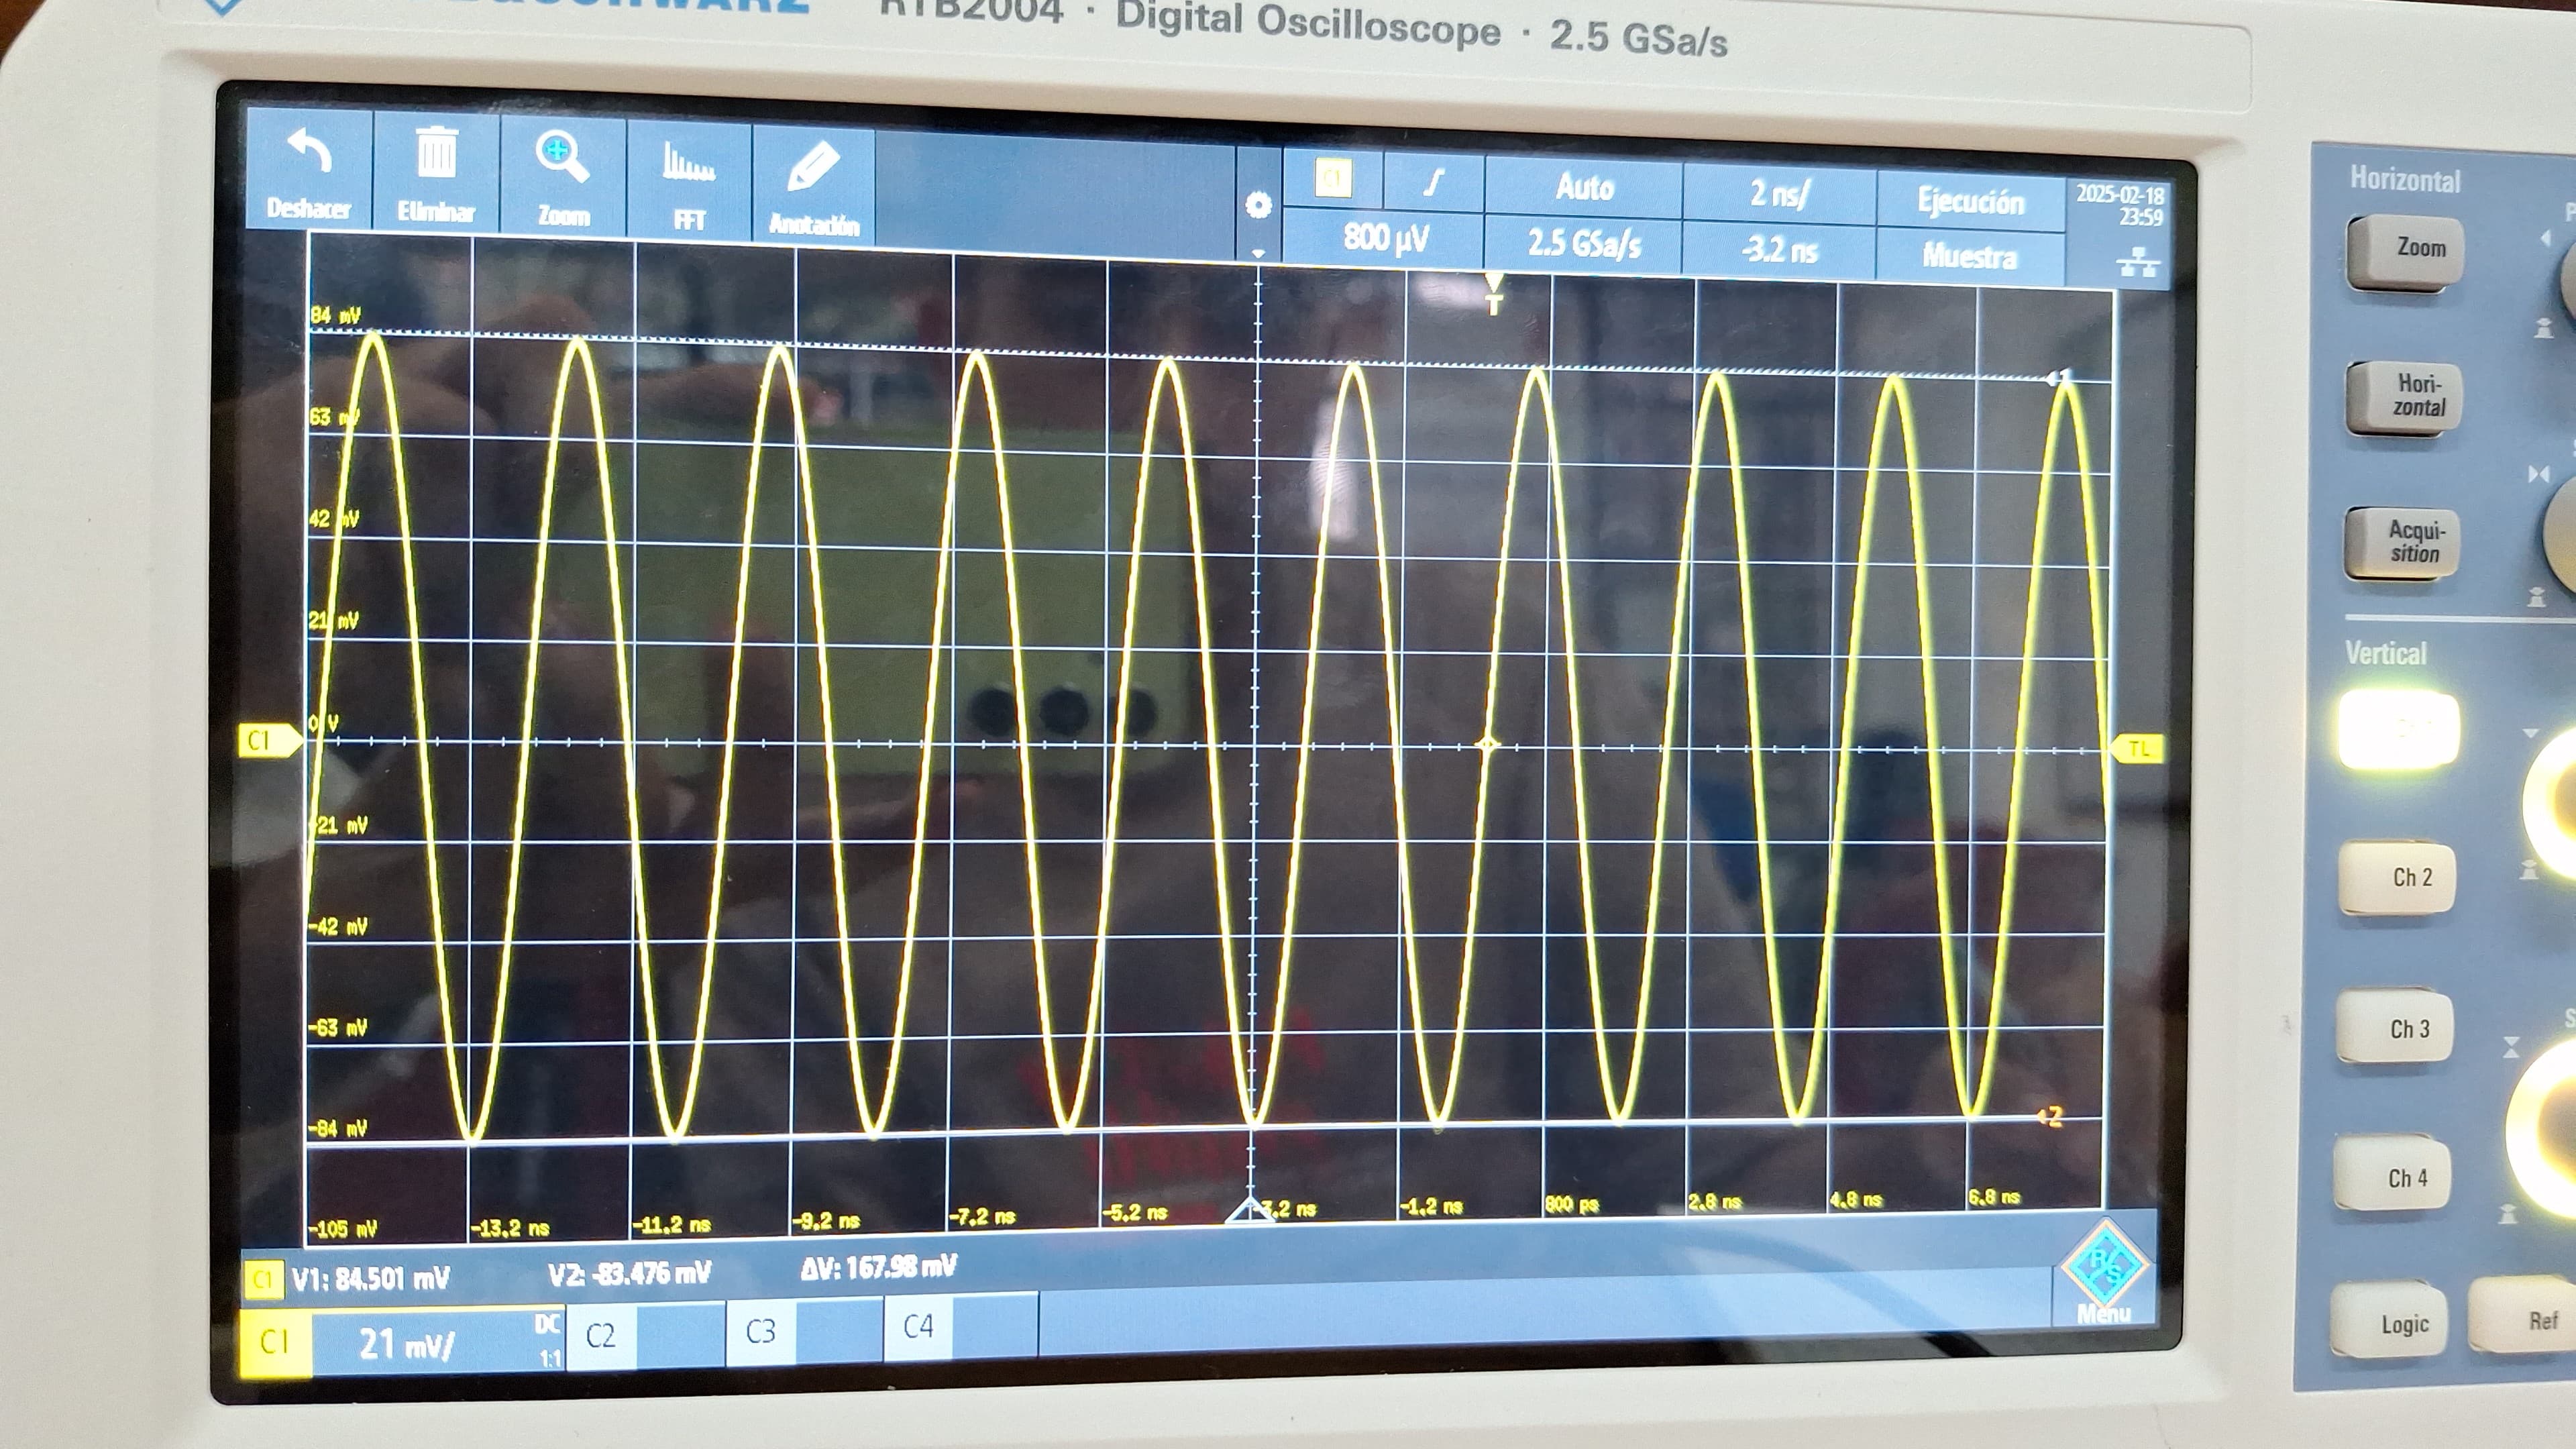 RTB2004 · Digital Oscilloscope · 2.5 GSa/s
Deshacer
Eliminar
Zoom
FFT
Anotación
C1
Auto
2 ns/
Ejecución
2025-02-18
23:59
800 µV
2.5 GSa/s
-3.2 ns
Muestra
T
84 mV
63 mV
42 mV
21 mV
0 V
-21 mV
-42 mV
-63 mV
-84 mV
-105 mV
C1
TL
1
2
-13.2 ns
-11.2 ns
-9.2 ns
-7.2 ns
-5.2 ns
-3.2 ns
-1.2 ns
800 ps
2.8 ns
4.8 ns
6.8 ns
C1 V1: 84.501 mV V2: -83.476 mV ΔV: 167.98 mV
C1 21 mV/ DC 1:1
C2
C3
C4
R/S
Menu
Horizontal
Zoom
Hori-
zontal
Acqui-
sition
Vertical
Ch 2
Ch 3
Ch 4
Logic
Ref